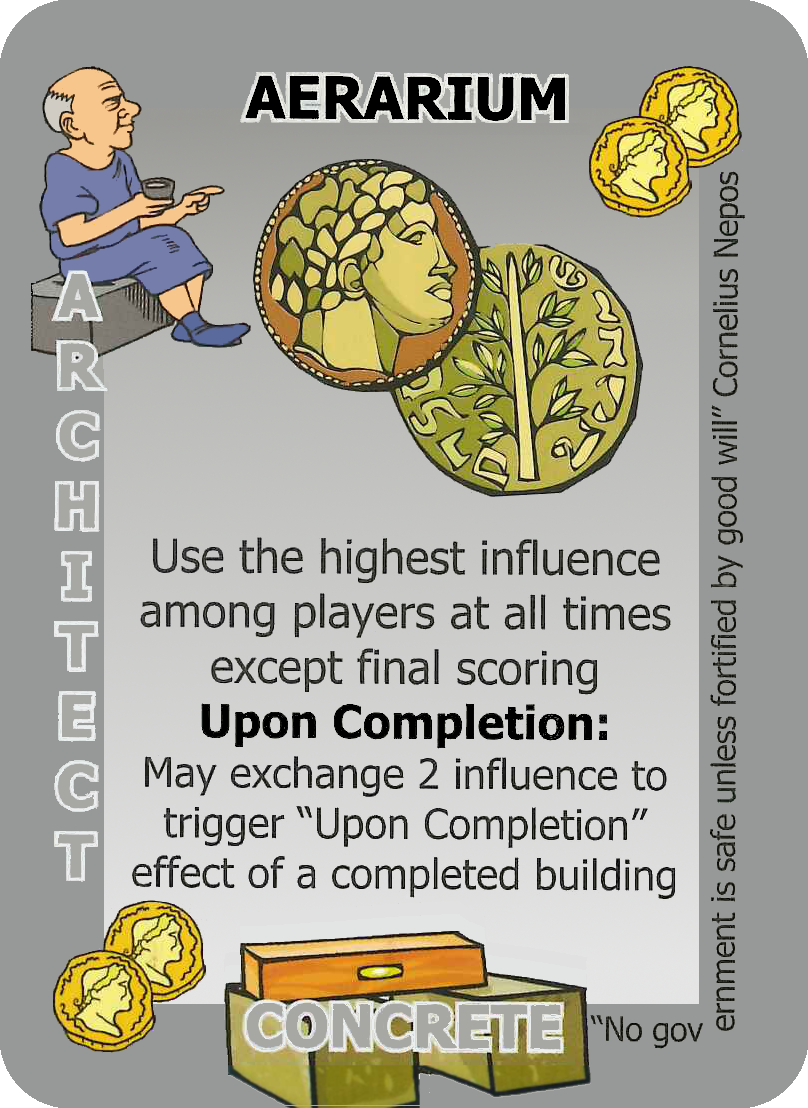 AERARIUM
ARCHITECT
Use the highest influence
among players at all times
except final scoring
Upon Completion:
May exchange 2 influence to
trigger “Upon Completion”
effect of a completed building
CONCRETE
“No gov
ernment is safe unless fortified by good will” Cornelius Nepos